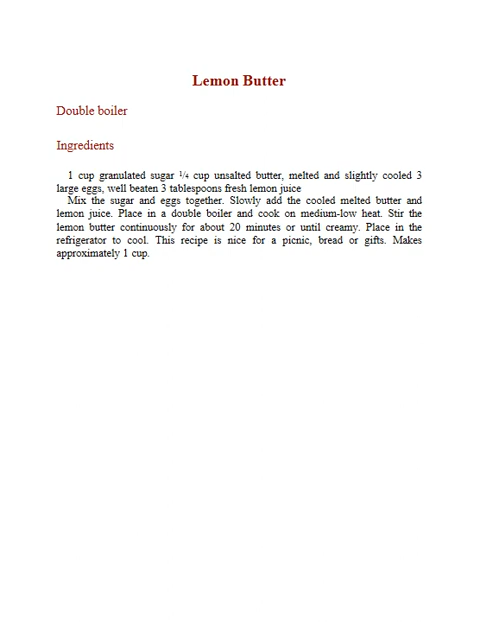 Lemon Butter
Double boiler
Ingredients
1 cup granulated sugar 1/4 cup unsalted butter, melted and slightly cooled 3
large eggs, well beaten 3 tablespoons fresh lemon juice
Mix the sugar and eggs together. Slowly add the cooled melted butter and
lemon juice. Place in a double boiler and cook on medium-low heat. Stir the
lemon butter continuously for about 20 minutes or until creamy. Place in the
refrigerator to cool. This recipe is nice for a picnic, bread or gifts. Makes
approximately 1 cup.